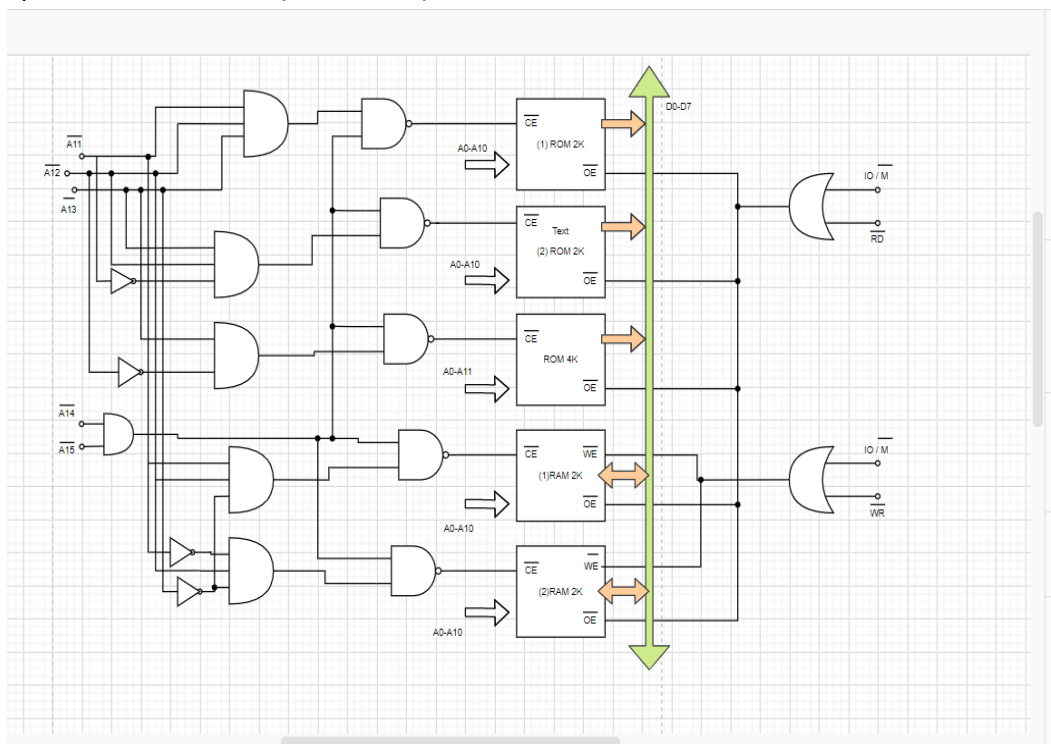 D0-D7
A11
A12
A13
CE
(1) ROM 2K
OE
A0-A10
IO / M
RD
CE
Text
(2) ROM 2K
OE
A0-A10
CE
ROM 4K
OE
A0-A11
A14
A15
CE
WE
(1)RAM 2K
OE
A0-A10
IO / M
WR
CE
WE
(2)RAM 2K
OE
A0-A10